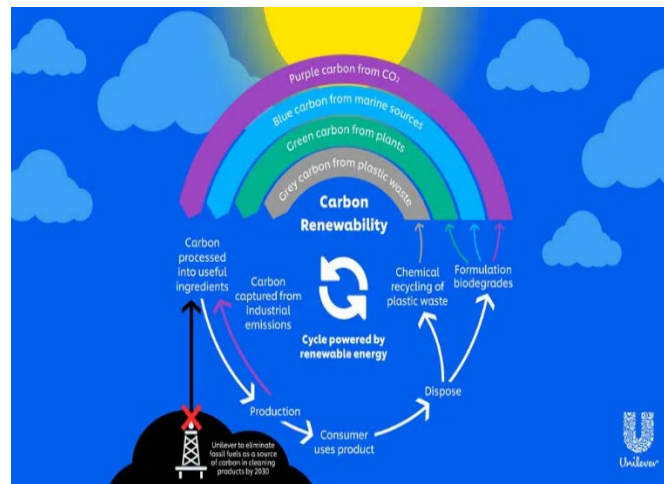 Purple carbon from CO₂
Blue carbon from marine sources
Green carbon from plants
Grey carbon from plastic waste
Carbon
Renewability
Carbon
processed
into useful
ingredients
Carbon
captured from
industrial
emissions
Cycle powered by
renewable energy
Chemical
recycling of
plastic waste
Formulation
biodegrades
Production
Consumer
uses product
Dispose
Unilever to eliminate
fossil fuels as a source
of carbon in cleaning
products by 2030
Unilever